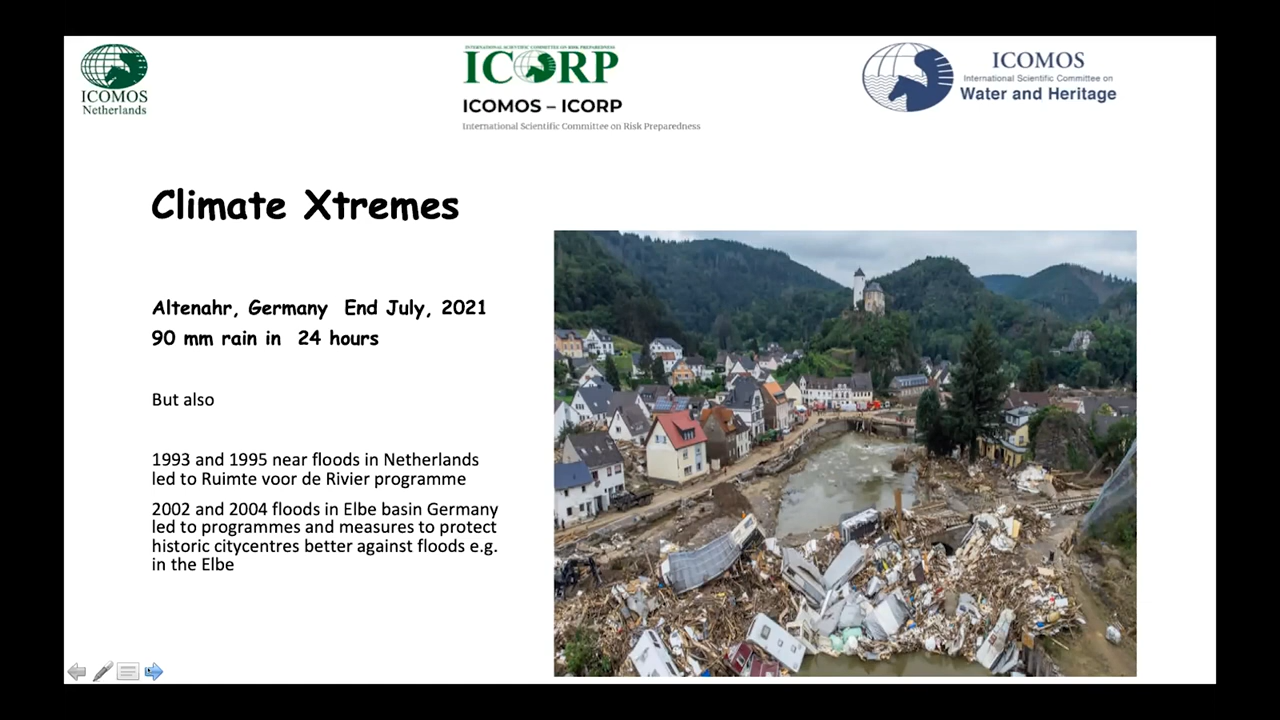 ICOMOS
Netherlands
INTERNATIONAL SCIENTIFIC COMMITTEE ON RISK PREPAREDNESS
ICORP
ICOMOS – ICORP
International Scientific Committee on Risk Preparedness
ICOMOS
International Scientific Committee on
Water and Heritage
Climate Xtremes
Altenahr, Germany End July, 2021
90 mm rain in 24 hours
But also
1993 and 1995 near floods in Netherlands
led to Ruimte voor de Rivier programme
2002 and 2004 floods in Elbe basin Germany
led to programmes and measures to protect
historic citycentres better against floods e.g.
in the Elbe